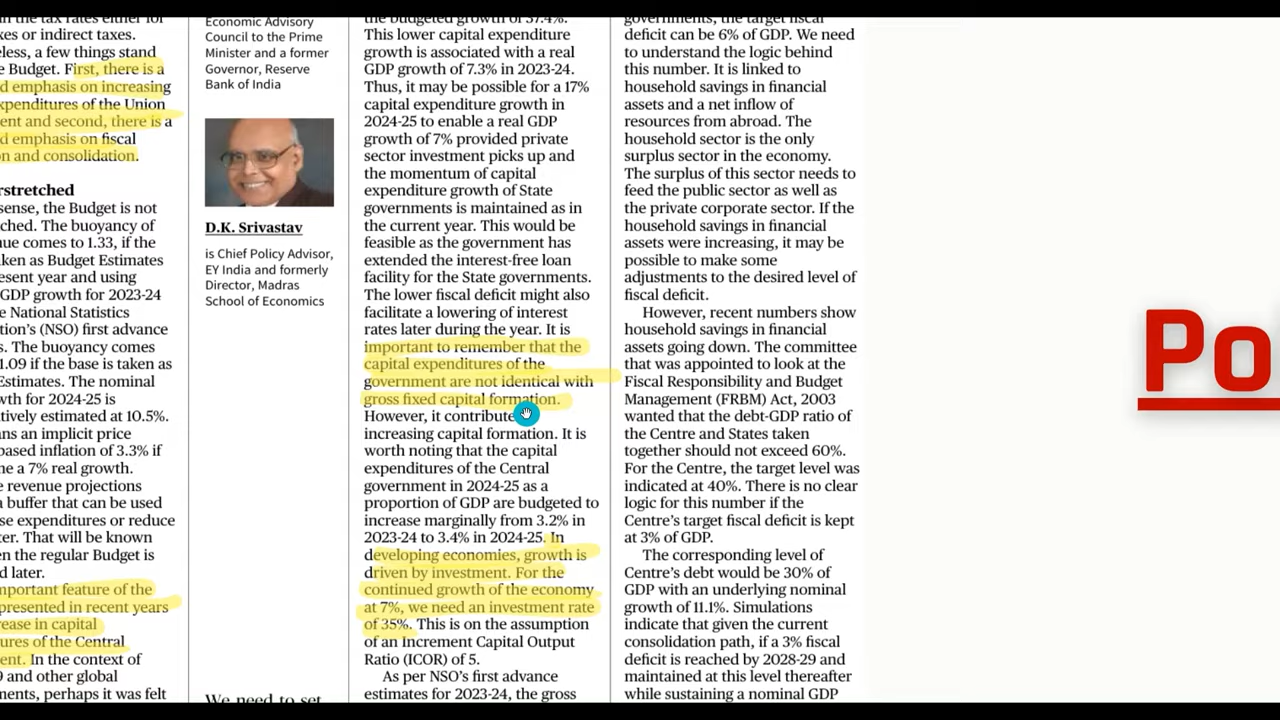 in the tax rates either for
xes or indirect taxes.
eless, a few things stand
e Budget. First, there is a
d emphasis on increasing
xpenditures of the Union
ent and second, there is a
d emphasis on fiscal
on and consolidation.
rstretched
sense, the Budget is not
ched. The buoyancy of
nue comes to 1.33, if the
aken as Budget Estimates
resent year and using
GDP growth for 2023-24
e National Statistics
tion's (NSO) first advance
s. The buoyancy comes
1.09 if the base is taken as
Estimates. The nominal
wth for 2024-25 is
atively estimated at 10.5%.
ans an implicit price
based inflation of 3.3% if
me a 7% real growth.
e revenue projections
a buffer that can be used
se expenditures or reduce
ter. That will be known
en the regular Budget is
d later.
mportant feature of the
presented in recent years
rease in capital
ures of the Central
ent. In the context of
9 and other global
ments, perhaps it was felt
Economic Advisory
Council to the Prime
Minister and a former
Governor, Reserve
Bank of India
D.K. Srivastav
is Chief Policy Advisor,
EY India and formerly
Director, Madras
School of Economics
We need to set
the budgeted growth of 37.4%.
This lower capital expenditure
growth is associated with a real
GDP growth of 7.3% in 2023-24.
Thus, it may be possible for a 17%
capital expenditure growth in
2024-25 to enable a real GDP
growth of 7% provided private
sector investment picks up and
the momentum of capital
expenditure growth of State
governments is maintained as in
the current year. This would be
feasible as the government has
extended the interest-free loan
facility for the State governments.
The lower fiscal deficit might also
facilitate a lowering of interest
rates later during the year. It is
important to remember that the
capital expenditures of the
government are not identical with
gross fixed capital formation.
However, it contribute
increasing capital formation. It is
worth noting that the capital
expenditures of the Central
government in 2024-25 as a
proportion of GDP are budgeted to
increase marginally from 3.2% in
2023-24 to 3.4% in 2024-25. In
developing economies, growth is
driven by investment. For the
continued growth of the economy
at 7%, we need an investment rate
of 35%. This is on the assumption
of an Increment Capital Output
Ratio (ICOR) of 5.
As per NSO's first advance
estimates for 2023-24, the gross
governments, the target fiscal
deficit can be 6% of GDP. We need
to understand the logic behind
this number. It is linked to
household savings in financial
assets and a net inflow of
resources from abroad. The
household sector is the only
surplus sector in the economy.
The surplus of this sector needs to
feed the public sector as well as
the private corporate sector. If the
household savings in financial
assets were increasing, it may be
possible to make some
adjustments to the desired level of
fiscal deficit.
However, recent numbers show
household savings in financial
assets going down. The committee
that was appointed to look at the
Fiscal Responsibility and Budget
Management (FRBM) Act, 2003
wanted that the debt-GDP ratio of
the Centre and States taken
together should not exceed 60%.
For the Centre, the target level was
indicated at 40%. There is no clear
logic for this number if the
Centre's target fiscal deficit is kept
at 3% of GDP.
The corresponding level of
Centre's debt would be 30% of
GDP with an underlying nominal
growth of 11.1%. Simulations
indicate that given the current
consolidation path, if a 3% fiscal
deficit is reached by 2028-29 and
maintained at this level thereafter
while sustaining a nominal GDP
Po